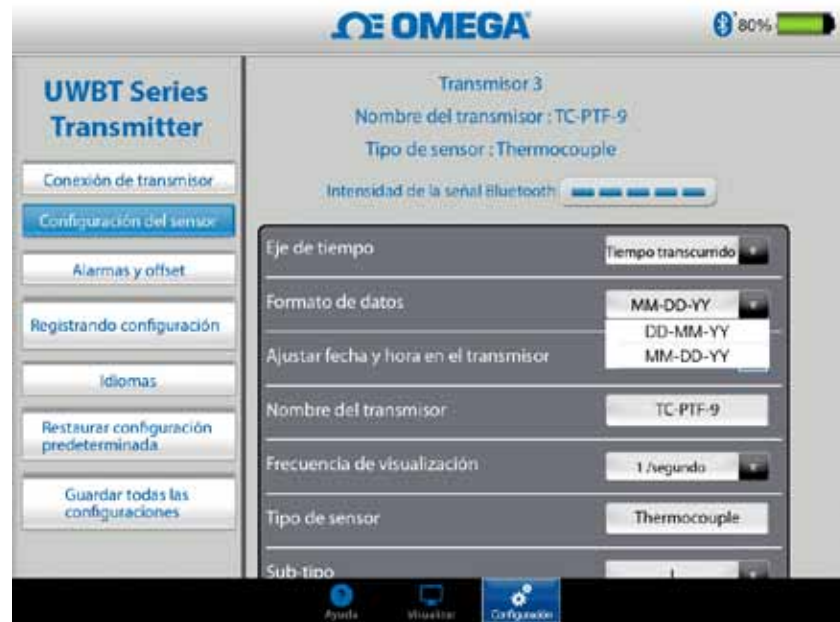 OMEGA
80%
UWBT Series
Transmitter
Conexión de transmisor
Configuración del sensor
Alarmas y offset
Registrando configuración
Idiomas
Restaurar configuración
predeterminada
Guardar todas las
configuraciones
Transmisor 3
Nombre del transmisor : TC-PTF-9
Tipo de sensor : Thermocouple
Intensidad de la señal Bluetooth
Eje de tiempo
Tiempo transcurrido
Formato de datos
MM-DD-YY
DD-MM-YY
MM-DD-YY
Ajustar fecha y hora en el transmisor
Nombre del transmisor
TC-PTF-9
Frecuencia de visualización
1 /segundo
Tipo de sensor
Thermocouple
Sub-tipo
Ayuda
Visualizar
Configuración